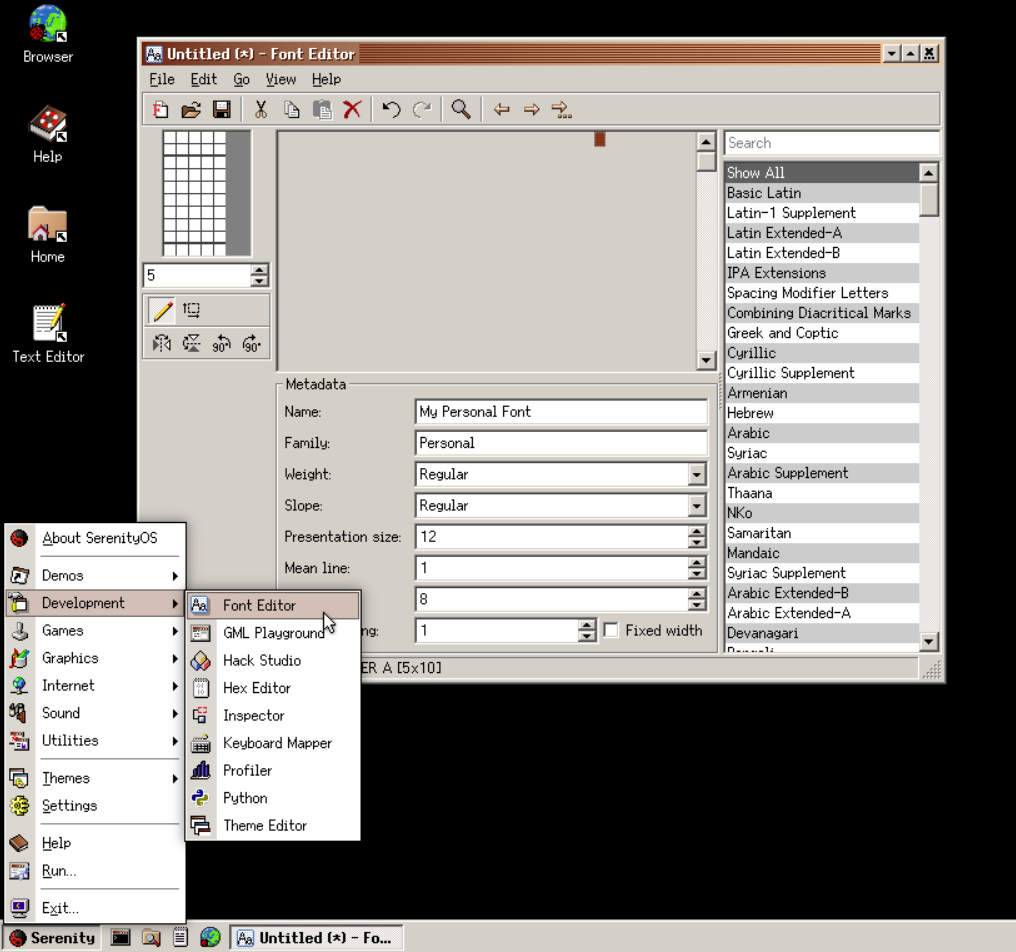 Browser
Help
Home
Text Editor
Untitled (*) - Font Editor
File Edit Go View Help
5
90° 90°
Search
Show All
Basic Latin
Latin-1 Supplement
Latin Extended-A
Latin Extended-B
IPA Extensions
Spacing Modifier Letters
Combining Diacritical Marks
Greek and Coptic
Cyrillic
Cyrillic Supplement
Armenian
Hebrew
Arabic
Syriac
Arabic Supplement
Thaana
NKo
Samaritan
Mandaic
Syriac Supplement
Arabic Extended-B
Arabic Extended-A
Devanagari
Metadata
Name: My Personal Font
Family: Personal
Weight: Regular
Slope: Regular
Presentation size: 12
Mean line: 1
8
ng: 1 Fixed width
ER A [5x10]
About SerenityOS
Demos
Development
Games
Graphics
Internet
Sound
Utilities
Themes
Settings
Help
Run...
Exit...
Font Editor
GML Playground
Hack Studio
Hex Editor
Inspector
Keyboard Mapper
Profiler
Python
Theme Editor
Serenity
Untitled (*) - Fo...